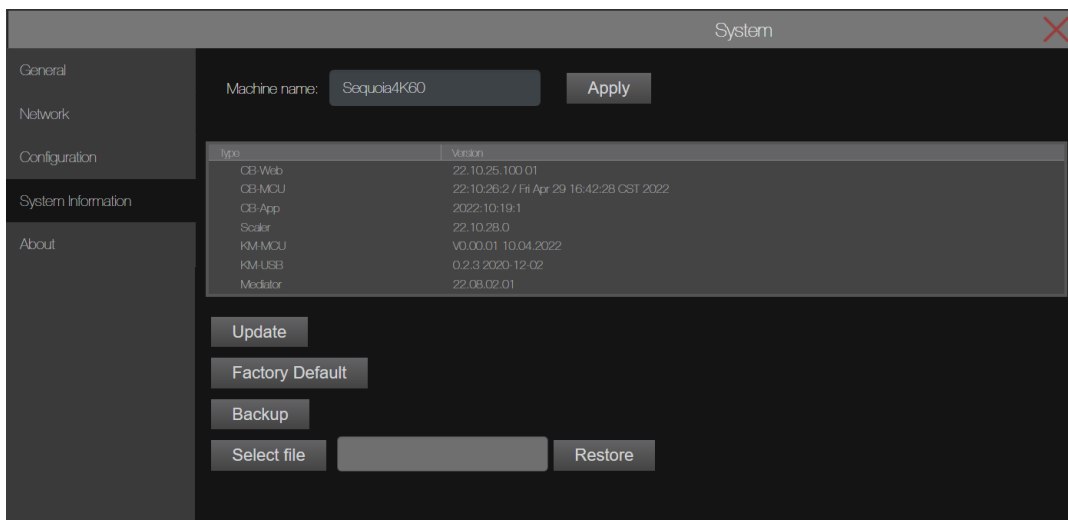 System
General
Network
Configuration
System Information
About
Machine name: Sequoia4K60 Apply
Type Version
CB-Web 22.10.25.100 01
CB-MCU 22:10:26:2 / Fri Apr 29 16:42:28 CST 2022
CB-App 2022:10:19:1
Scaler 22.10.28.0
KM-MCU V0.00.01 10.04.2022
KM-USB 0.2.3 2020-12-02
Mediator 22.08.02.01
Update
Factory Default
Backup
Select file Restore